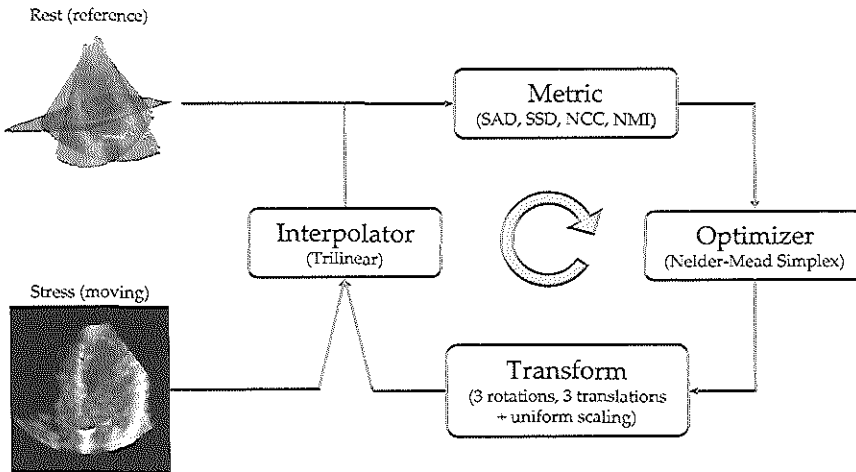 Rest (reference)
Metric
(SAD, SSD, NCC, NMI)
Interpolator
(Trilinear)
Optimizer
(Nelder-Mead Simplex)
Stress (moving)
Transform
(3 rotations, 3 translations
+ uniform scaling)